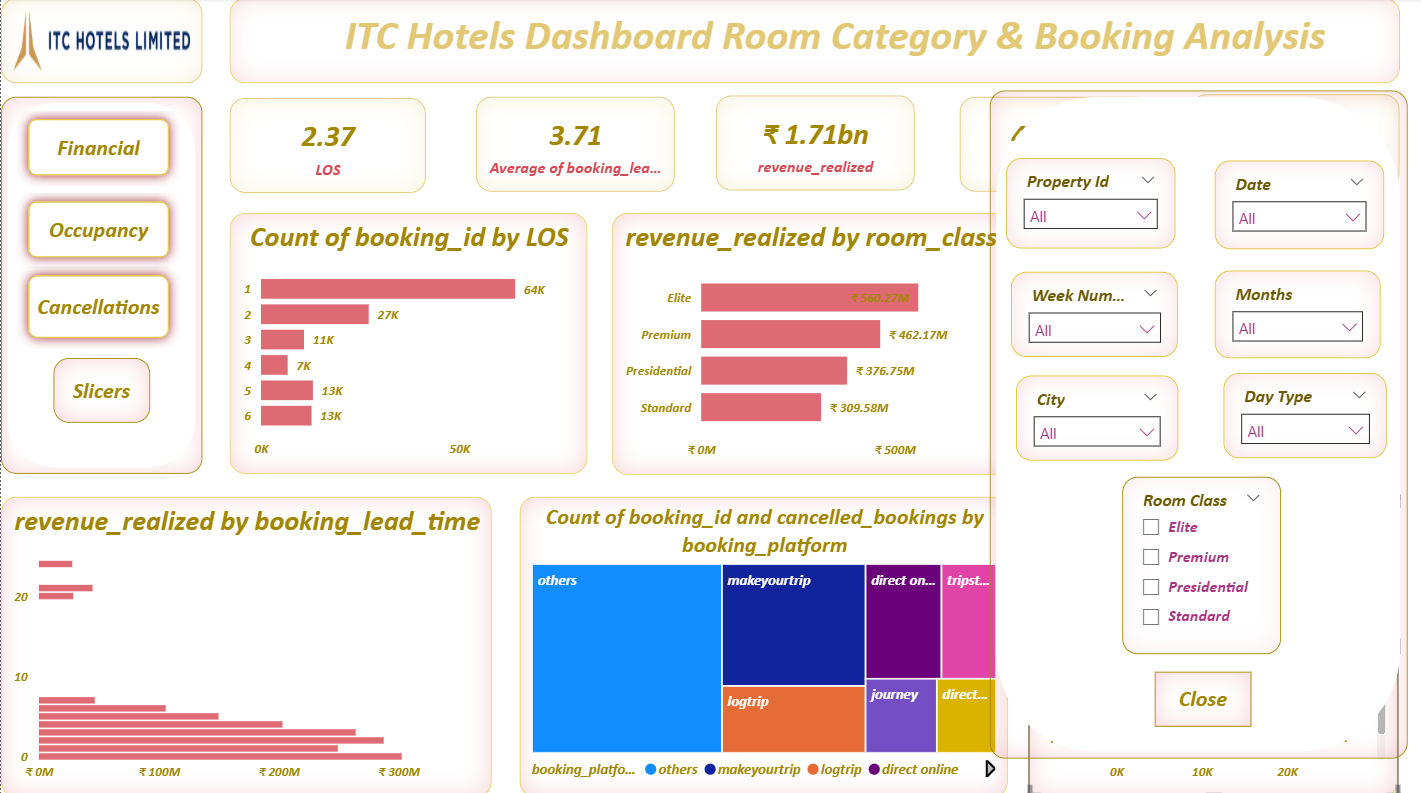 ITC HOTELS LIMITED
ITC Hotels Dashboard Room Category & Booking Analysis
Financial
Occupancy
Cancellations
Slicers
2.37
LOS
3.71
Average of booking_lea...
₹ 1.71bn
revenue_realized
Count of booking_id by LOS
1
64K
2
27K
3
11K
4
7K
5
13K
6
13K
0K
50K
revenue_realized by room_class
Elite
₹ 560.27M
Premium
₹ 462.17M
Presidential
₹ 376.75M
Standard
₹ 309.58M
₹ 0M
₹ 500M
Property Id
All
Date
All
Week Num...
All
Months
All
City
All
Day Type
All
Room Class
Elite
Premium
Presidential
Standard
Close
revenue_realized by booking_lead_time
20
10
0
₹ 0M
₹ 100M
₹ 200M
₹ 300M
Count of booking_id and cancelled_bookings by
booking_platform
others
makeyourtrip
direct on...
tripst...
logtrip
journey
direct...
booking_platfo...
others
makeyourtrip
logtrip
direct online
0K
10K
20K